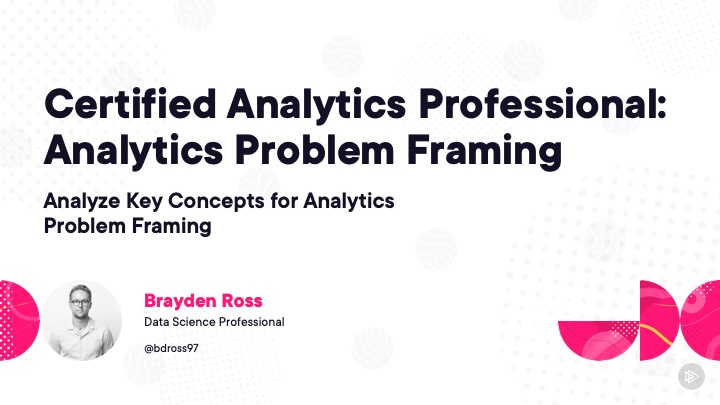 Certified Analytics Professional:
Analytics Problem Framing
Analyze Key Concepts for Analytics
Problem Framing
Brayden Ross
Data Science Professional
@bdross97